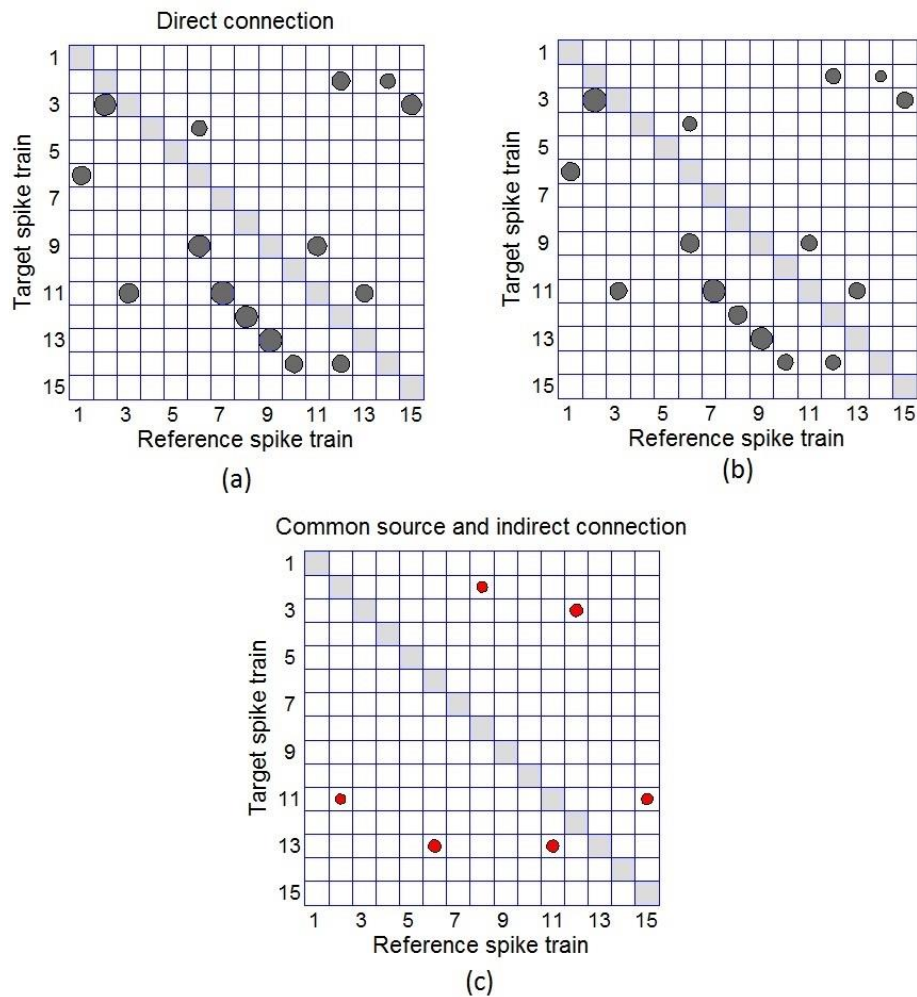 Direct connection
1
3
5
7
9
11
13
15
Target spike train
1 3 5 7 9 11 13 15
Reference spike train
(a)
1
3
5
7
9
11
13
15
Target spike train
1 3 5 7 9 11 13 15
Reference spike train
(b)
Common source and indirect connection
1
3
5
7
9
11
13
15
Target spike train
1 3 5 7 9 11 13 15
Reference spike train
(c)